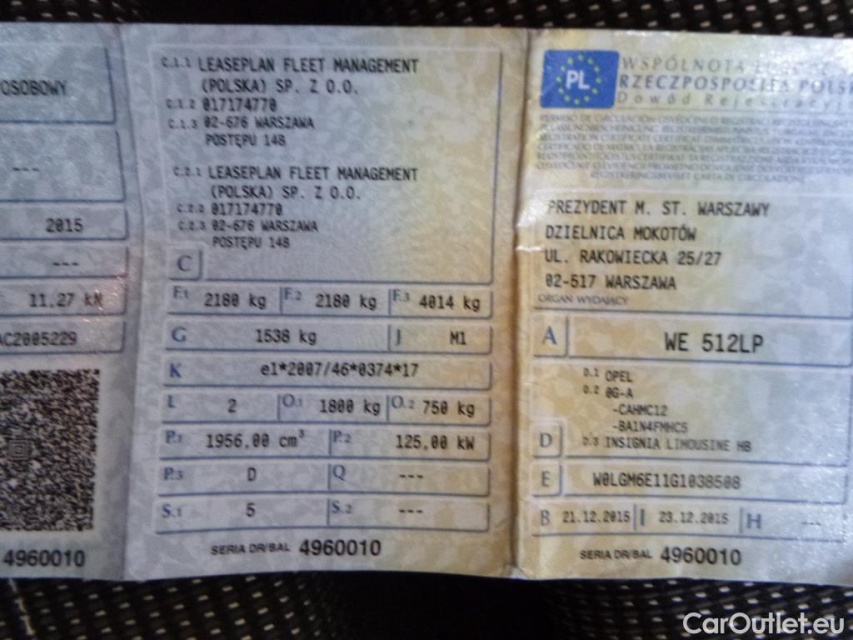 OSOBOWY
---
2015
---
11.27 kN
AC2005229
4960010
C.1.1 LEASEPLAN FLEET MANAGEMENT
(POLSKA) SP. Z O.O.
C.1.2 017174770
C.1.3 02-676 WARSZAWA
POSTĘPU 14B
C.2.1 LEASEPLAN FLEET MANAGEMENT
(POLSKA) SP. Z O.O.
C.2.2 017174770
C.2.3 02-676 WARSZAWA
POSTĘPU 14B
C
F.1 2180 kg F.2 2180 kg F.3 4014 kg
G 1538 kg J M1
K e1*2007/46*0374*17
L 2 O.1 1800 kg O.2 750 kg
P.1 1956,00 cm³ P.2 125,00 kW
P.3 D Q ---
S.1 5 S.2 ---
SERIA DR/BAL 4960010
PL
WSPÓLNOTA
RZECZPOSPOLITA POLSK
Dowód Rejestracyjn
PREZYDENT M. ST. WARSZAWY
DZIELNICA MOKOTÓW
UL. RAKOWIECKA 25/27
02-517 WARSZAWA
ORGAN WYDAJĄCY
A WE 512LP
D.1 OPEL
D.2 0G-A
-CAHMC12
-BAIN4FMHC5
D D.3 INSIGNIA LIMOUSINE HB
E W0LGM6E11G1038508
B 21.12.2015 I 23.12.2015 H ---
SERIA DR/BAL 4960010
CarOutlet.eu